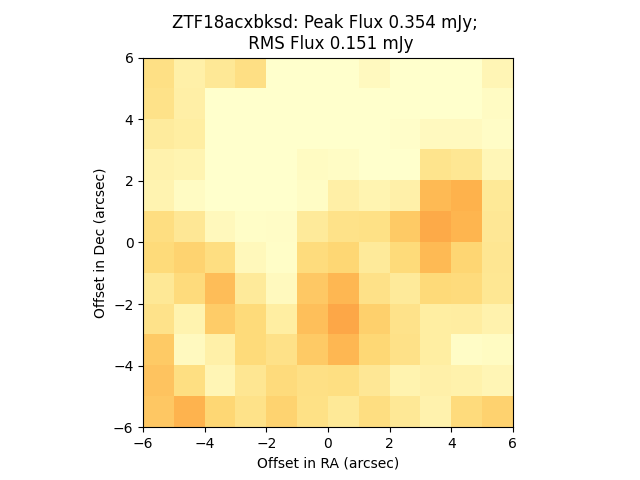 ZTF18acxbksd: Peak Flux 0.354 mJy;
RMS Flux 0.151 mJy
6
4
2
0
−2
−4
−6
Offset in Dec (arcsec)
−6 −4 −2 0 2 4 6
Offset in RA (arcsec)